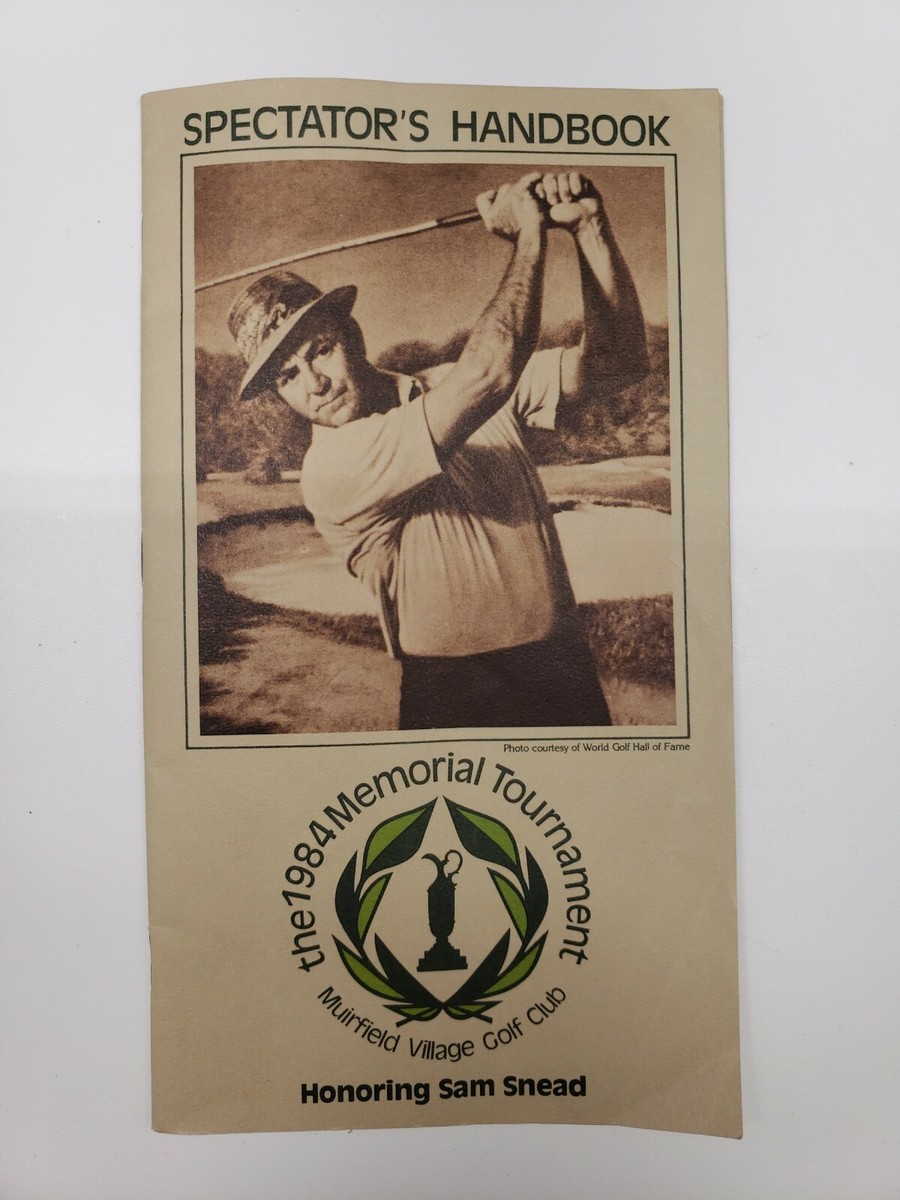 SPECTATOR'S HANDBOOK
Photo courtesy of World Golf Hall of Fame
the 1984 Memorial Tournament
Muirfield Village Golf Club
Honoring Sam Snead